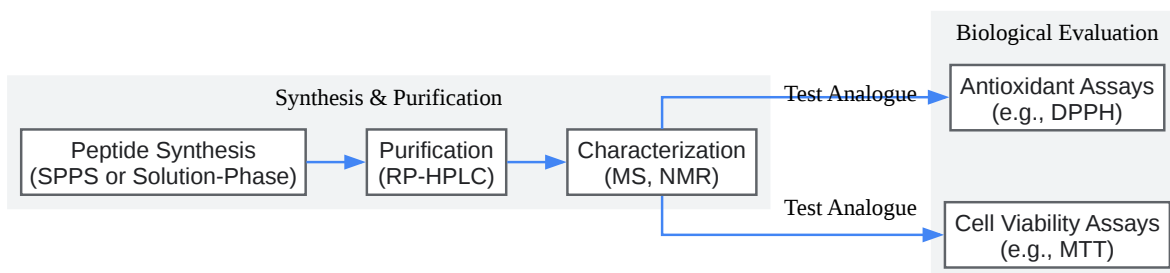 Biological Evaluation
Synthesis & Purification
Peptide Synthesis
(SPPS or Solution-Phase)
Purification
(RP-HPLC)
Characterization
(MS, NMR)
Test Analogue
Antioxidant Assays
(e.g., DPPH)
Test Analogue
Cell Viability Assays
(e.g., MTT)